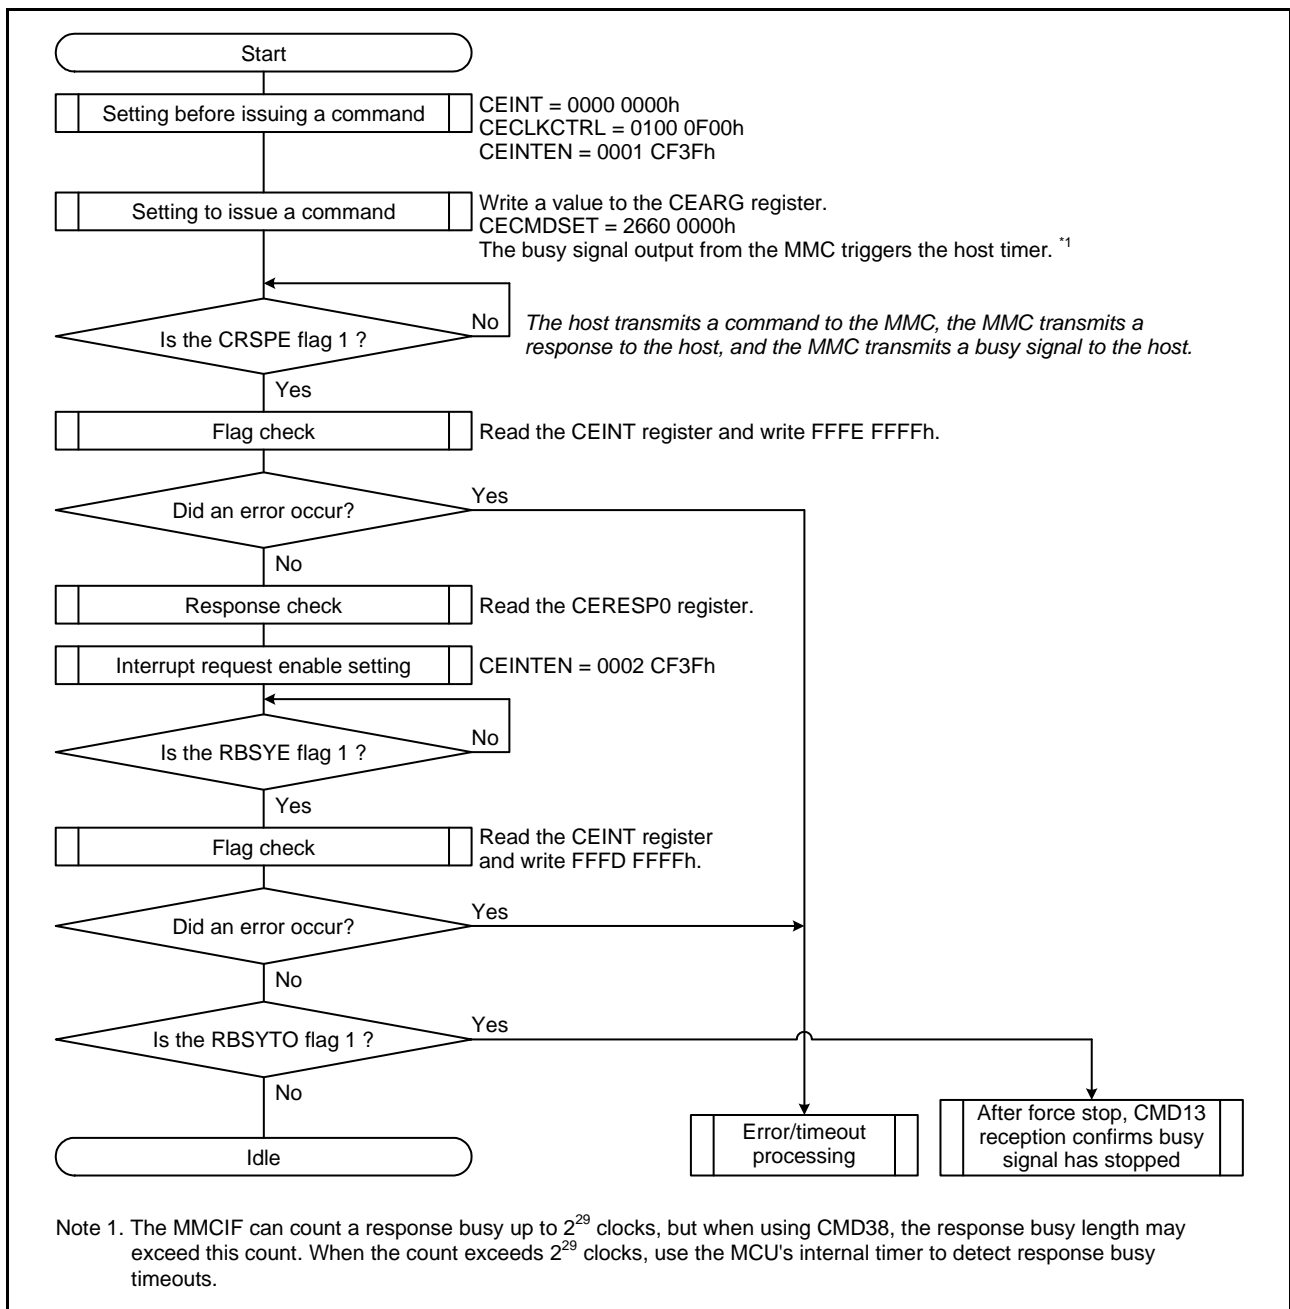 Start
Setting before issuing a command
CEINT = 0000 0000h
CECLKCTRL = 0100 0F00h
CEINTEN = 0001 CF3Fh
Setting to issue a command
Write a value to the CEARG register.
CECMDSET = 2660 0000h
The busy signal output from the MMC triggers the host timer. *1
Is the CRSPE flag 1 ?
No
The host transmits a command to the MMC, the MMC transmits a
response to the host, and the MMC transmits a busy signal to the host.
Yes
Flag check
Read the CEINT register and write FFFE FFFFh.
Did an error occur?
Yes
No
Response check
Read the CERESP0 register.
Interrupt request enable setting
CEINTEN = 0002 CF3Fh
Is the RBSYE flag 1 ?
No
Yes
Flag check
Read the CEINT register
and write FFFD FFFFh.
Did an error occur?
Yes
No
Is the RBSYTO flag 1 ?
Yes
No
Idle
Error/timeout
processing
After force stop, CMD13
reception confirms busy
signal has stopped
Note 1. The MMCIF can count a response busy up to 2^29 clocks, but when using CMD38, the response busy length may
exceed this count. When the count exceeds 2^29 clocks, use the MCU's internal timer to detect response busy
timeouts.